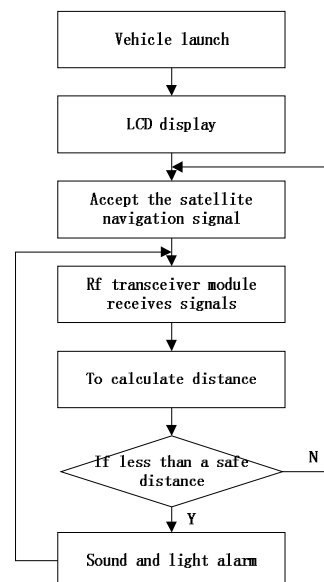 Vehicle launch
LCD display
Accept the satellite
navigation signal
Rf transceiver module
receives signals
To calculate distance
If less than a safe
distance
N
Y
Sound and light alarm